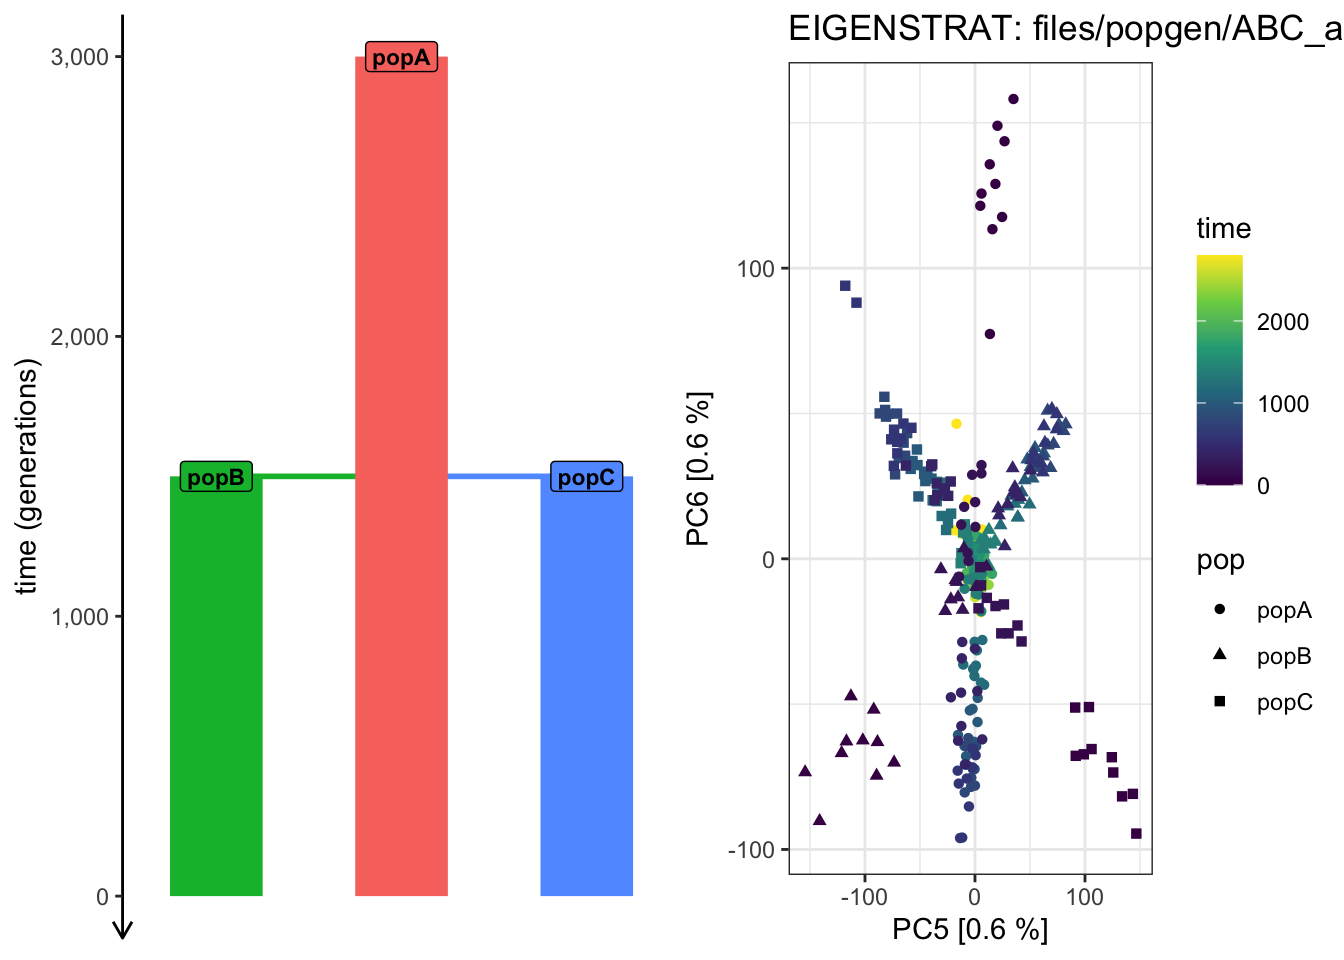 time (generations)
3,000
2,000
1,000
0
popA
popB
popC
EIGENSTRAT: files/popgen/ABC_a
PC6 [0.6 %]
100
0
-100
-100
0
100
PC5 [0.6 %]
time
2000
1000
0
pop
popA
popB
popC